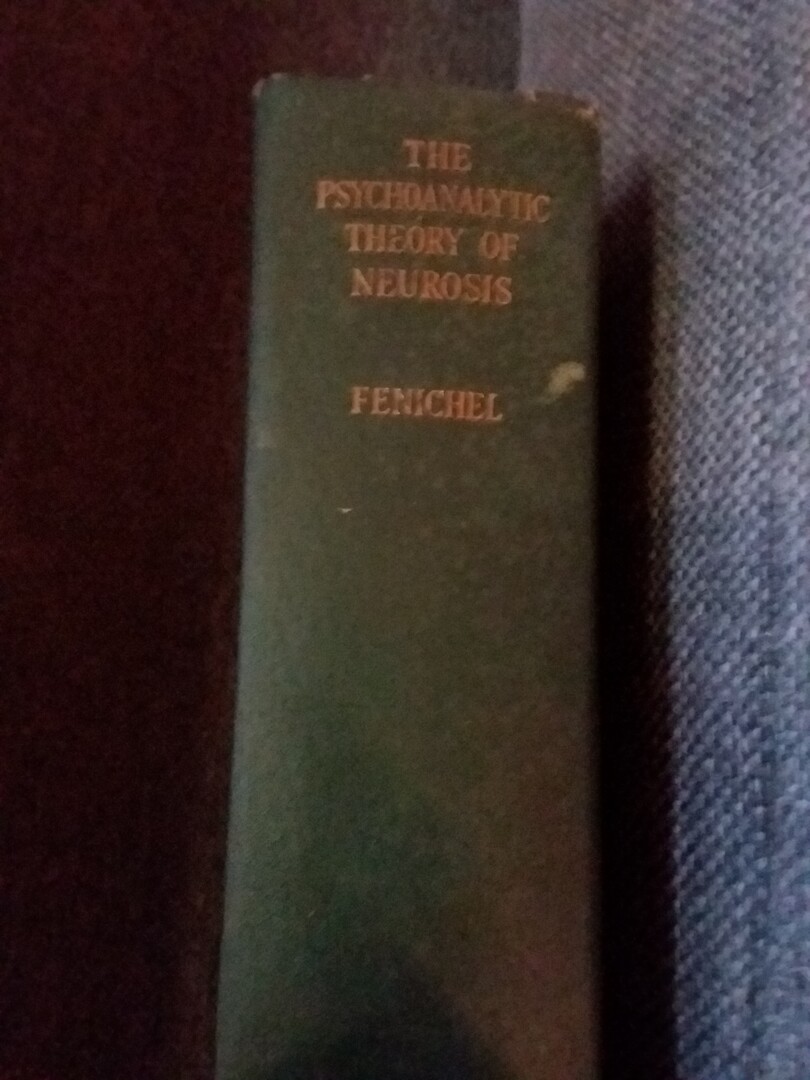 THE
PSYCHOANALYTIC
THEORY OF
NEUROSIS
FENICHEL